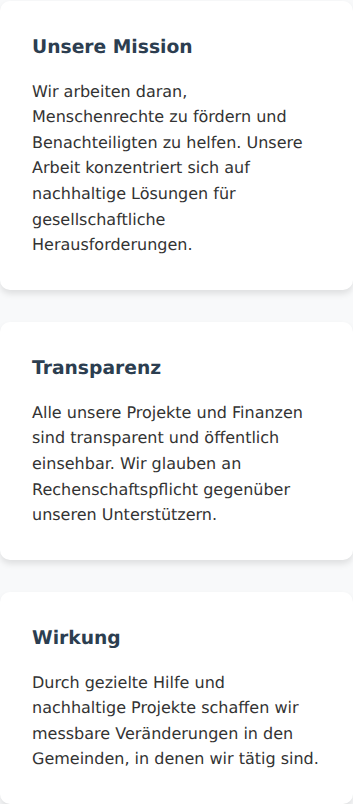 Unsere Mission
Wir arbeiten daran,
Menschenrechte zu fördern und
Benachteiligten zu helfen. Unsere
Arbeit konzentriert sich auf
nachhaltige Lösungen für
gesellschaftliche
Herausforderungen.
Transparenz
Alle unsere Projekte und Finanzen
sind transparent und öffentlich
einsehbar. Wir glauben an
Rechenschaftspflicht gegenüber
unseren Unterstützern.
Wirkung
Durch gezielte Hilfe und
nachhaltige Projekte schaffen wir
messbare Veränderungen in den
Gemeinden, in denen wir tätig sind.